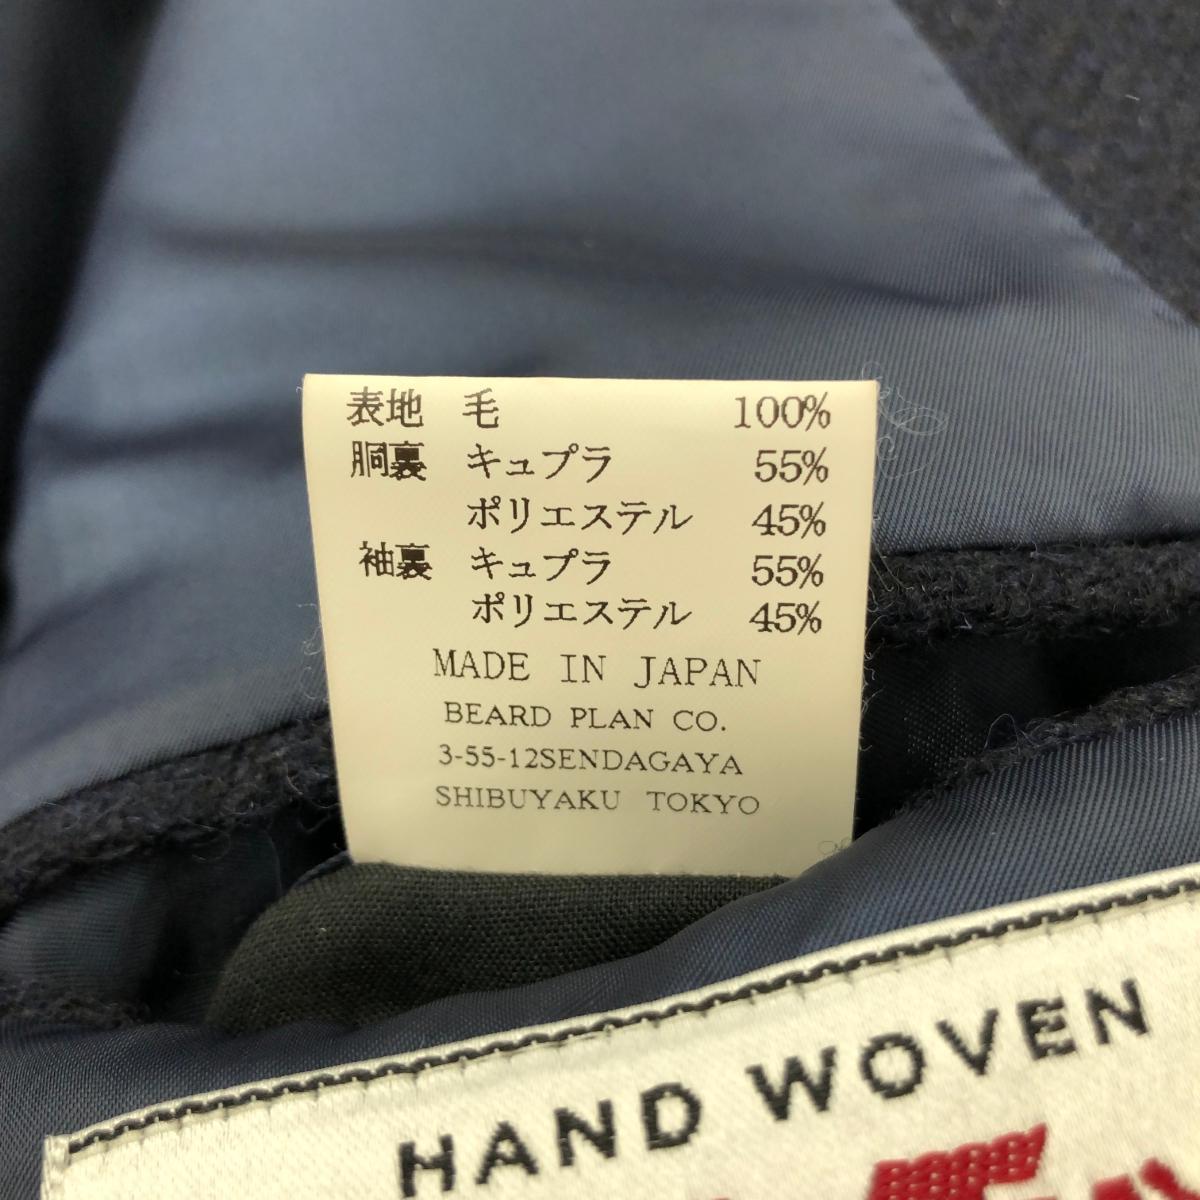 表地 毛 100%
胴裏 キュプラ 55%
ポリエステル 45%
袖裏 キュプラ 55%
ポリエステル 45%
MADE IN JAPAN
BEARD PLAN CO.
3-55-12SENDAGAYA
SHIBUYAKU TOKYO
HAND WOVEN